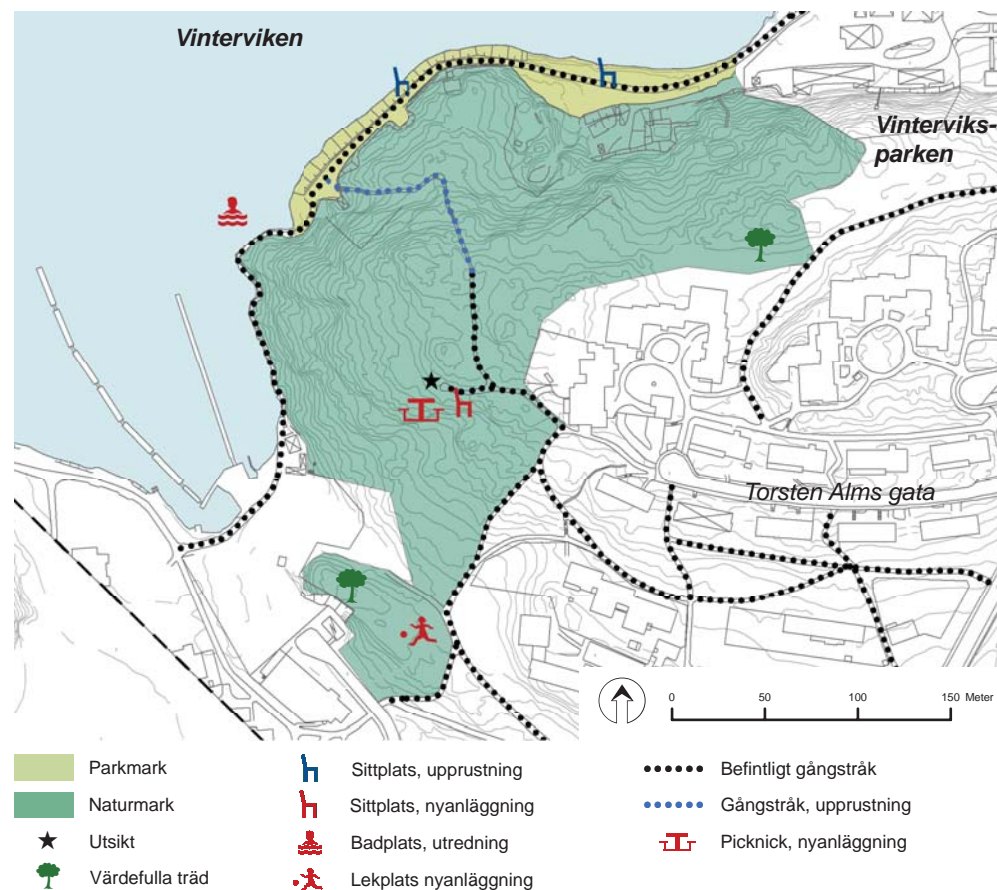 Vinterviken
Vinterviks-
parken
Torsten Alms gata
0 50 100 150 Meter
Parkmark
Naturmark
Utsikt
Värdefulla träd
Sittplats, upprustning
Sittplats, nyanläggning
Badplats, utredning
Lekplats nyanläggning
Befintligt gångstråk
Gångstråk, upprustning
Picknick, nyanläggning